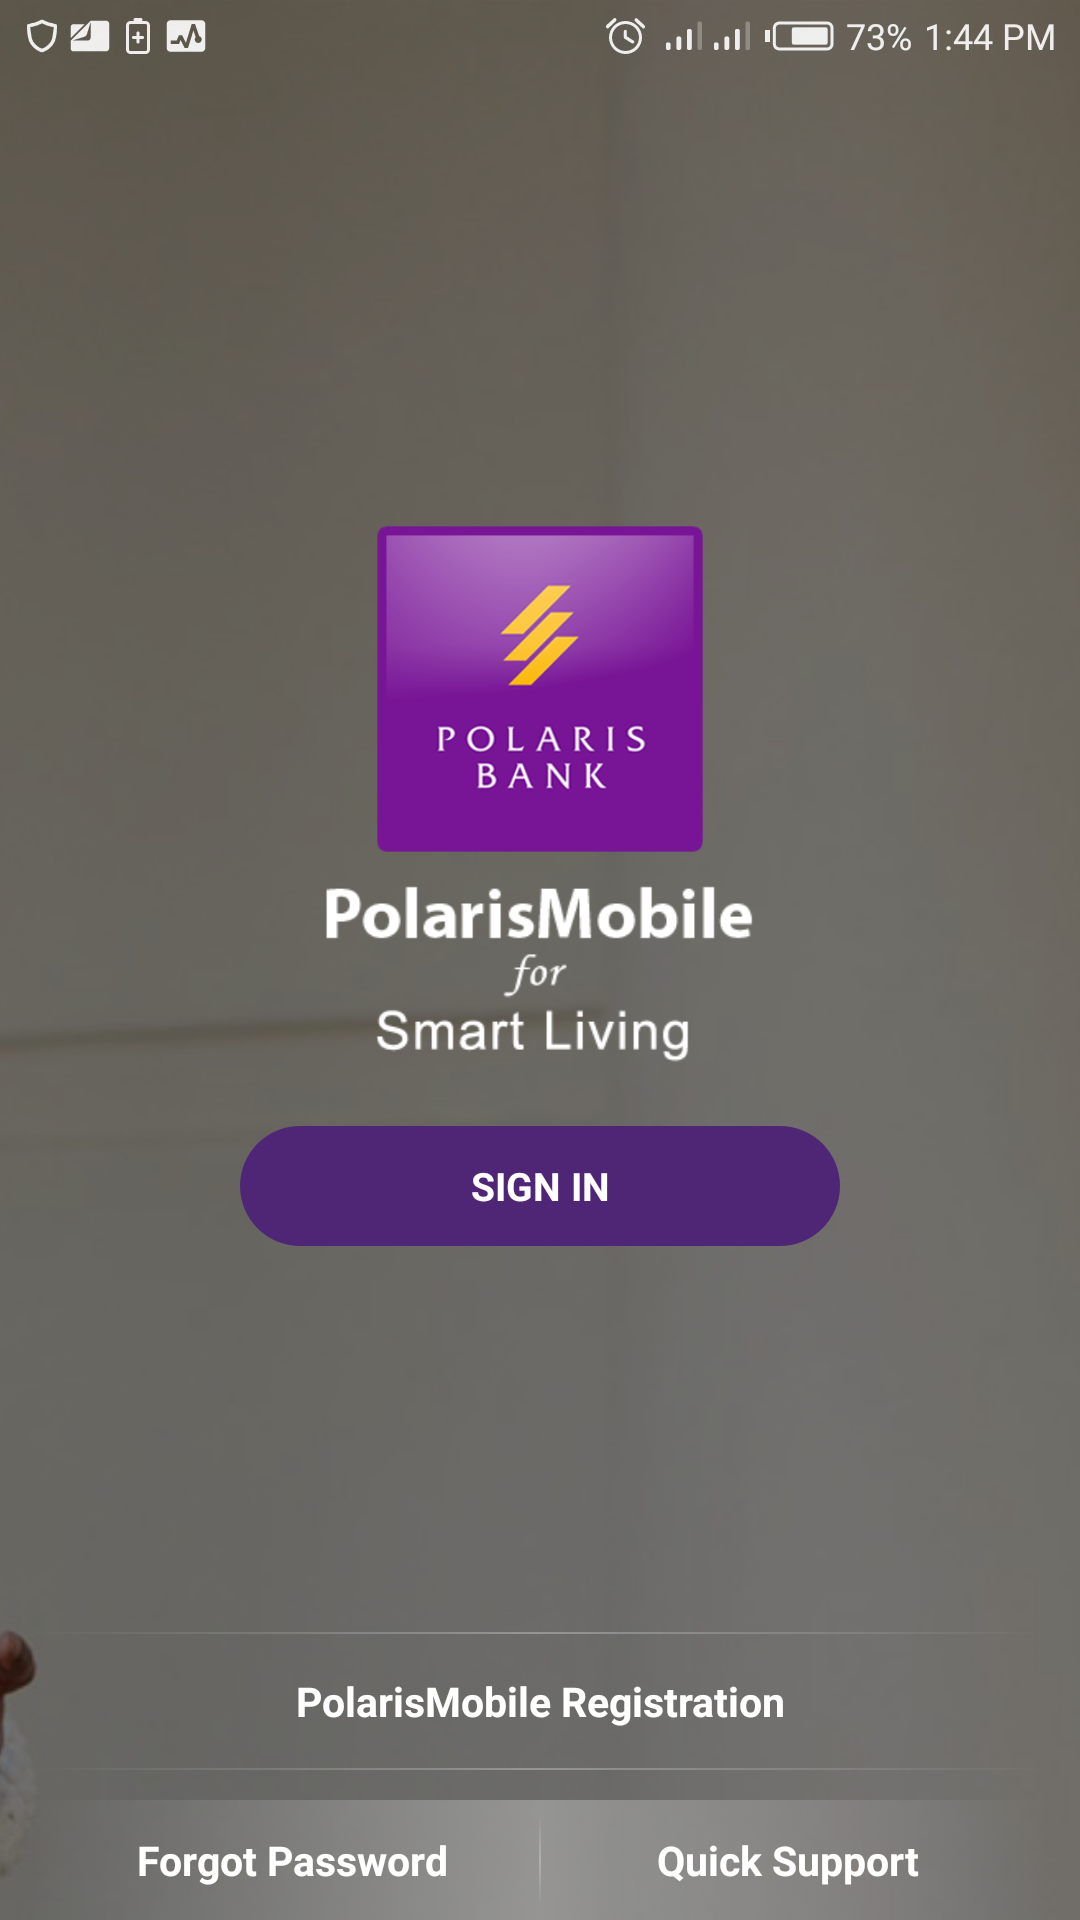 73% 1:44 PM
POLARIS
BANK
PolarisMobile
for
Smart Living
SIGN IN
PolarisMobile Registration
Forgot Password
Quick Support